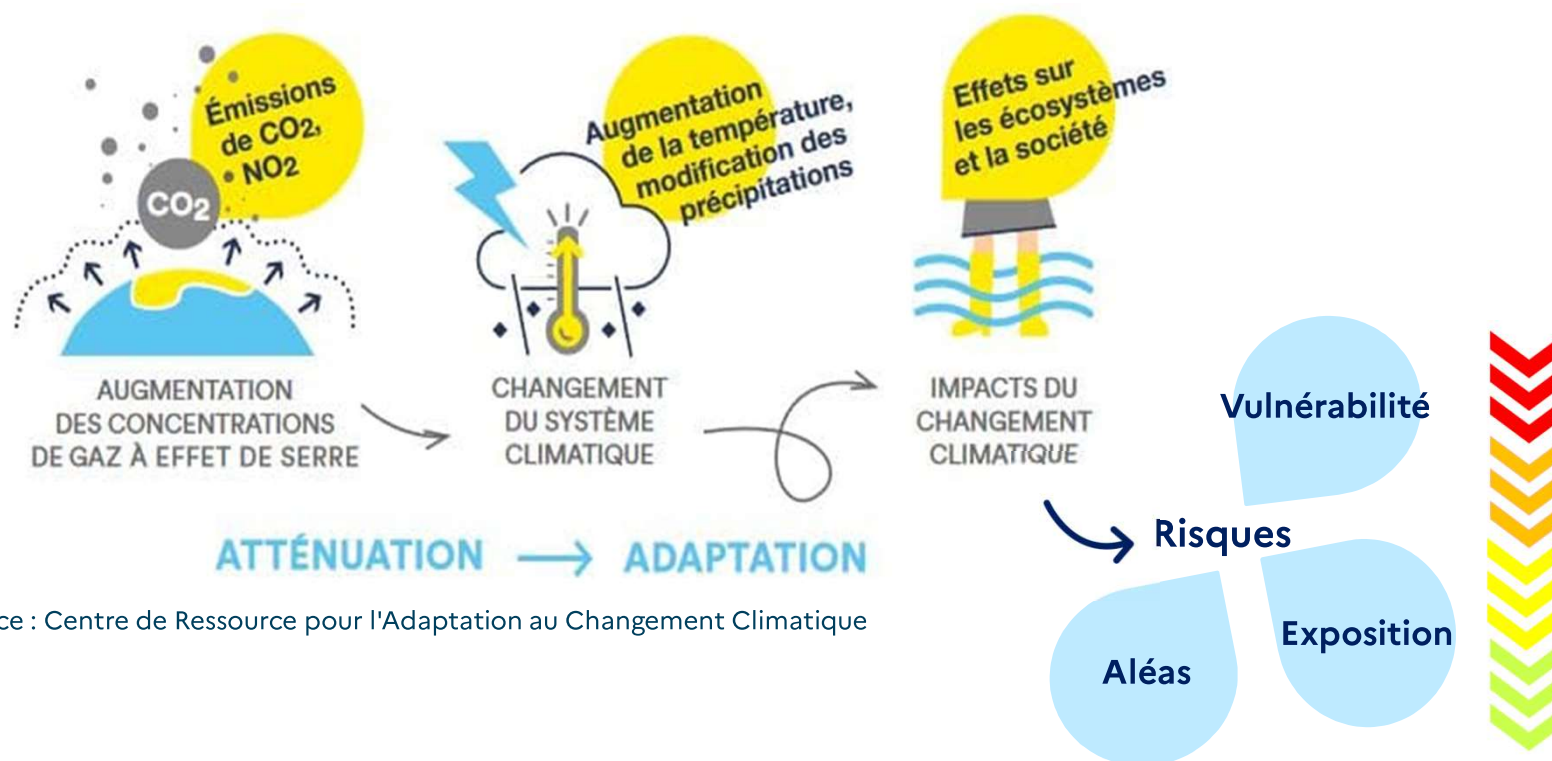 Émissions
de CO2,
NO2
CO2
AUGMENTATION
DES CONCENTRATIONS
DE GAZ À EFFET DE SERRE
Augmentation
de la température,
modification des
précipitations
CHANGEMENT
DU SYSTÈME
CLIMATIQUE
Effets sur
les écosystèmes
et la société
IMPACTS DU
CHANGEMENT
CLIMATIQUE
ATTÉNUATION
ADAPTATION
ce : Centre de Ressource pour l'Adaptation au Changement Climatique
Vulnérabilité
Risques
Exposition
Aléas